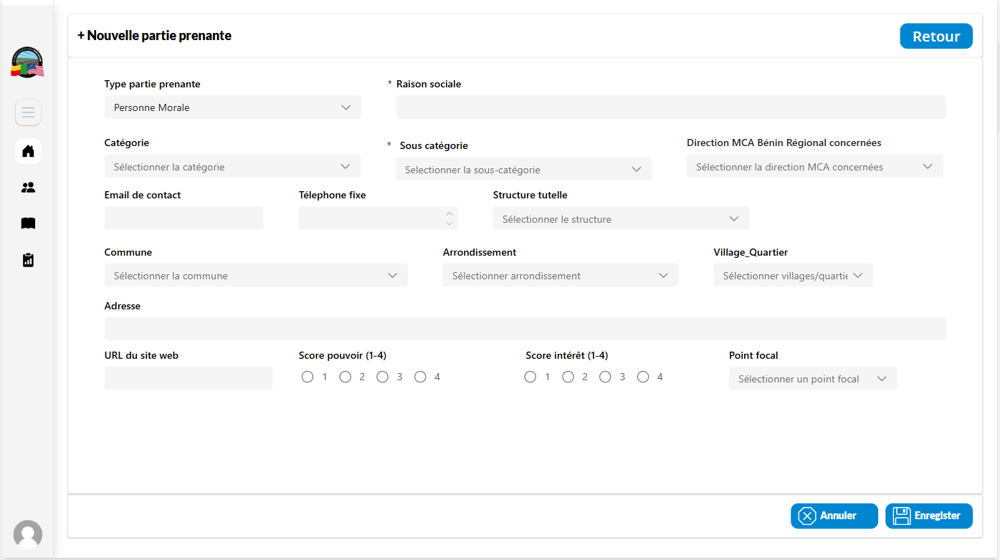 + Nouvelle partie prenante
Retour
Type partie prenante
* Raison sociale
Personne Morale
Catégorie
* Sous catégorie
Direction MCA Bénin Régional concernées
Sélectionner la catégorie
Selectionner la sous-catégorie
Sélectionner la direction MCA concernées
Email de contact
Télephone fixe
Structure tutelle
Sélectionner le structure
Commune
Arrondissement
Village_Quartier
Sélectionner la commune
Sélectionner arrondissement
Sélectionner villages/quartie
Adresse
URL du site web
Score pouvoir (1-4)
Score intérêt (1-4)
Point focal
1 2 3 4
1 2 3 4
Sélectionner un point focal
Annuler
Enregister